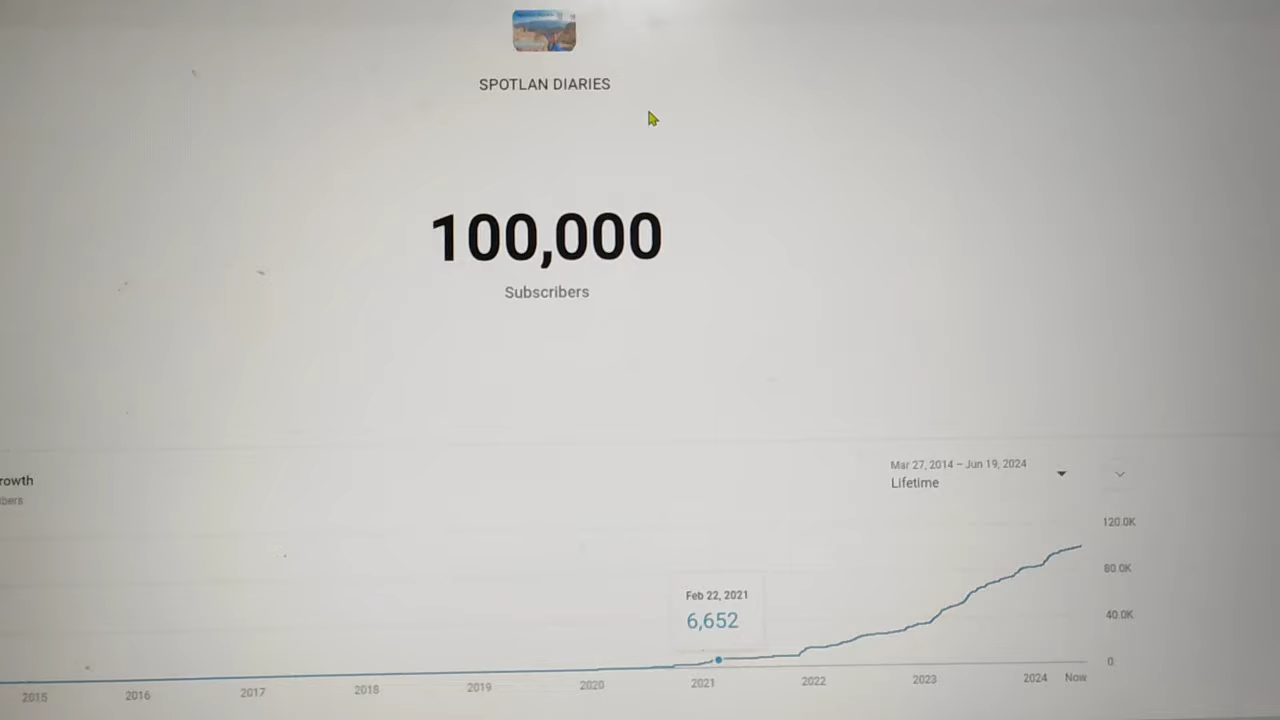 SPOTLAN DIARIES
100,000
Subscribers
rowth
ibers
Mar 27, 2014 – Jun 19, 2024
Lifetime
120.0K
80.0K
40.0K
0
Feb 22, 2021
6,652
2015 2016 2017 2018 2019 2020 2021 2022 2023 2024 Now